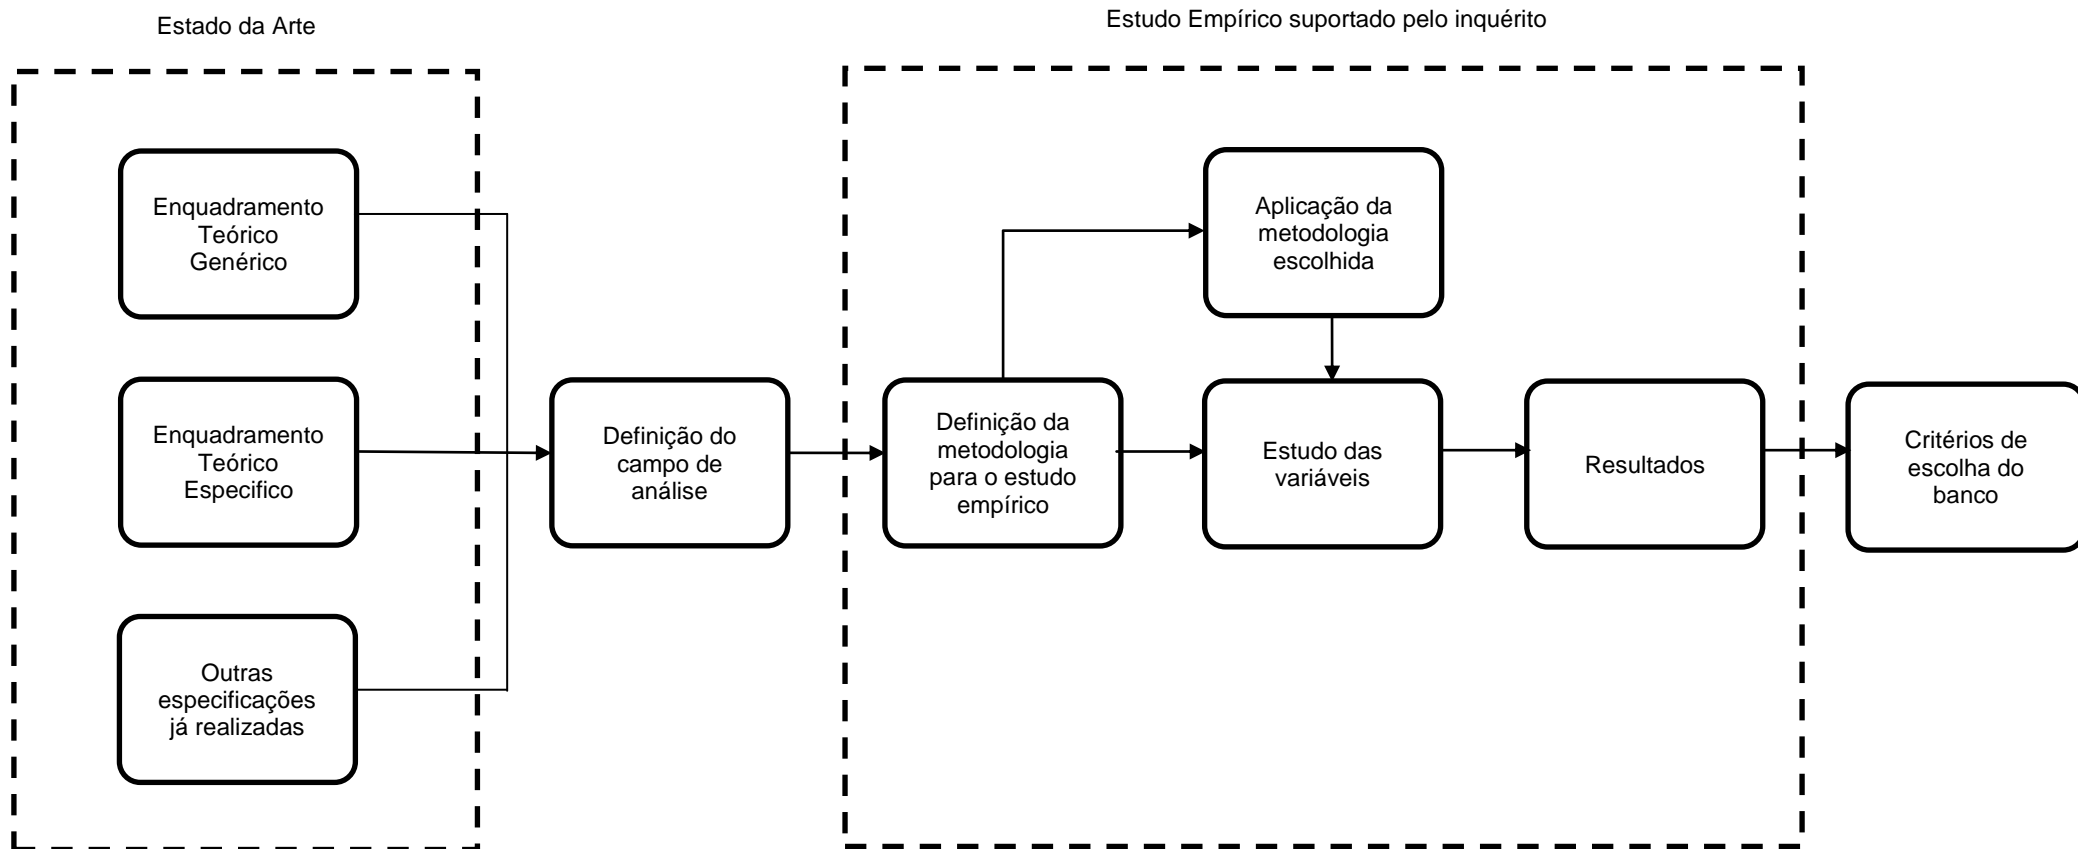 Estado da Arte
Estudo Empírico suportado pelo inquérito
Enquadramento
Teórico
Genérico
Enquadramento
Teórico
Especifico
Outras
especificações
já realizadas
Definição do
campo de
análise
Definição da
metodologia
para o estudo
empírico
Aplicação da
metodologia
escolhida
Estudo das
variáveis
Resultados
Critérios de
escolha do
banco